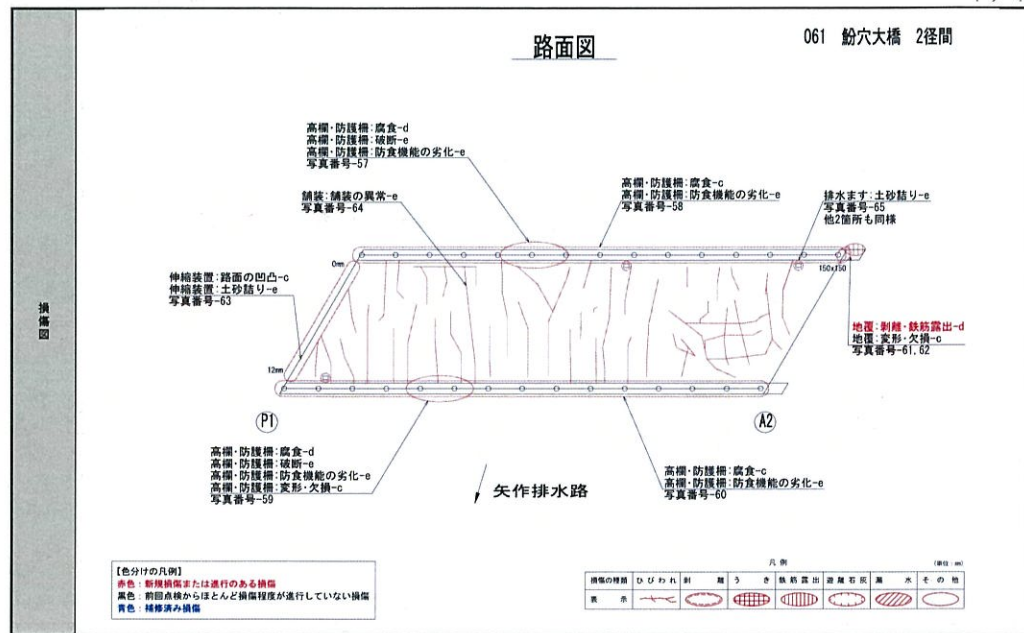 路面図
061 鮒穴大橋 2径間
損傷図
高欄・防護柵:腐食-d
高欄・防護柵:破断-e
高欄・防護柵:防食機能の劣化-e
写真番号-57
舗装:舗装の異常-e
写真番号-64
高欄・防護柵:腐食-c
高欄・防護柵:防食機能の劣化-e
写真番号-58
排水ます:土砂詰り-e
写真番号-65
他2箇所も同様
伸縮装置:路面の凹凸-c
伸縮装置:土砂詰り-e
写真番号-63
0mm
150x150
地覆:剥離・鉄筋露出-d
地覆:変形・欠損-c
写真番号-61,62
12mm
P1
A2
高欄・防護柵:腐食-d
高欄・防護柵:破断-e
高欄・防護柵:防食機能の劣化-e
高欄・防護柵:変形・欠損-c
写真番号-59
矢作排水路
高欄・防護柵:腐食-c
高欄・防護柵:防食機能の劣化-e
写真番号-60
【色分けの凡例】
赤色:新規損傷または進行のある損傷
黒色:前回点検からほとんど損傷程度が進行していない損傷
青色:補修済み損傷
凡例
(単位:mm)
損傷の種類 ひびわれ 剥離 うき 鉄筋露出 遊離石灰 漏水 その他
表示